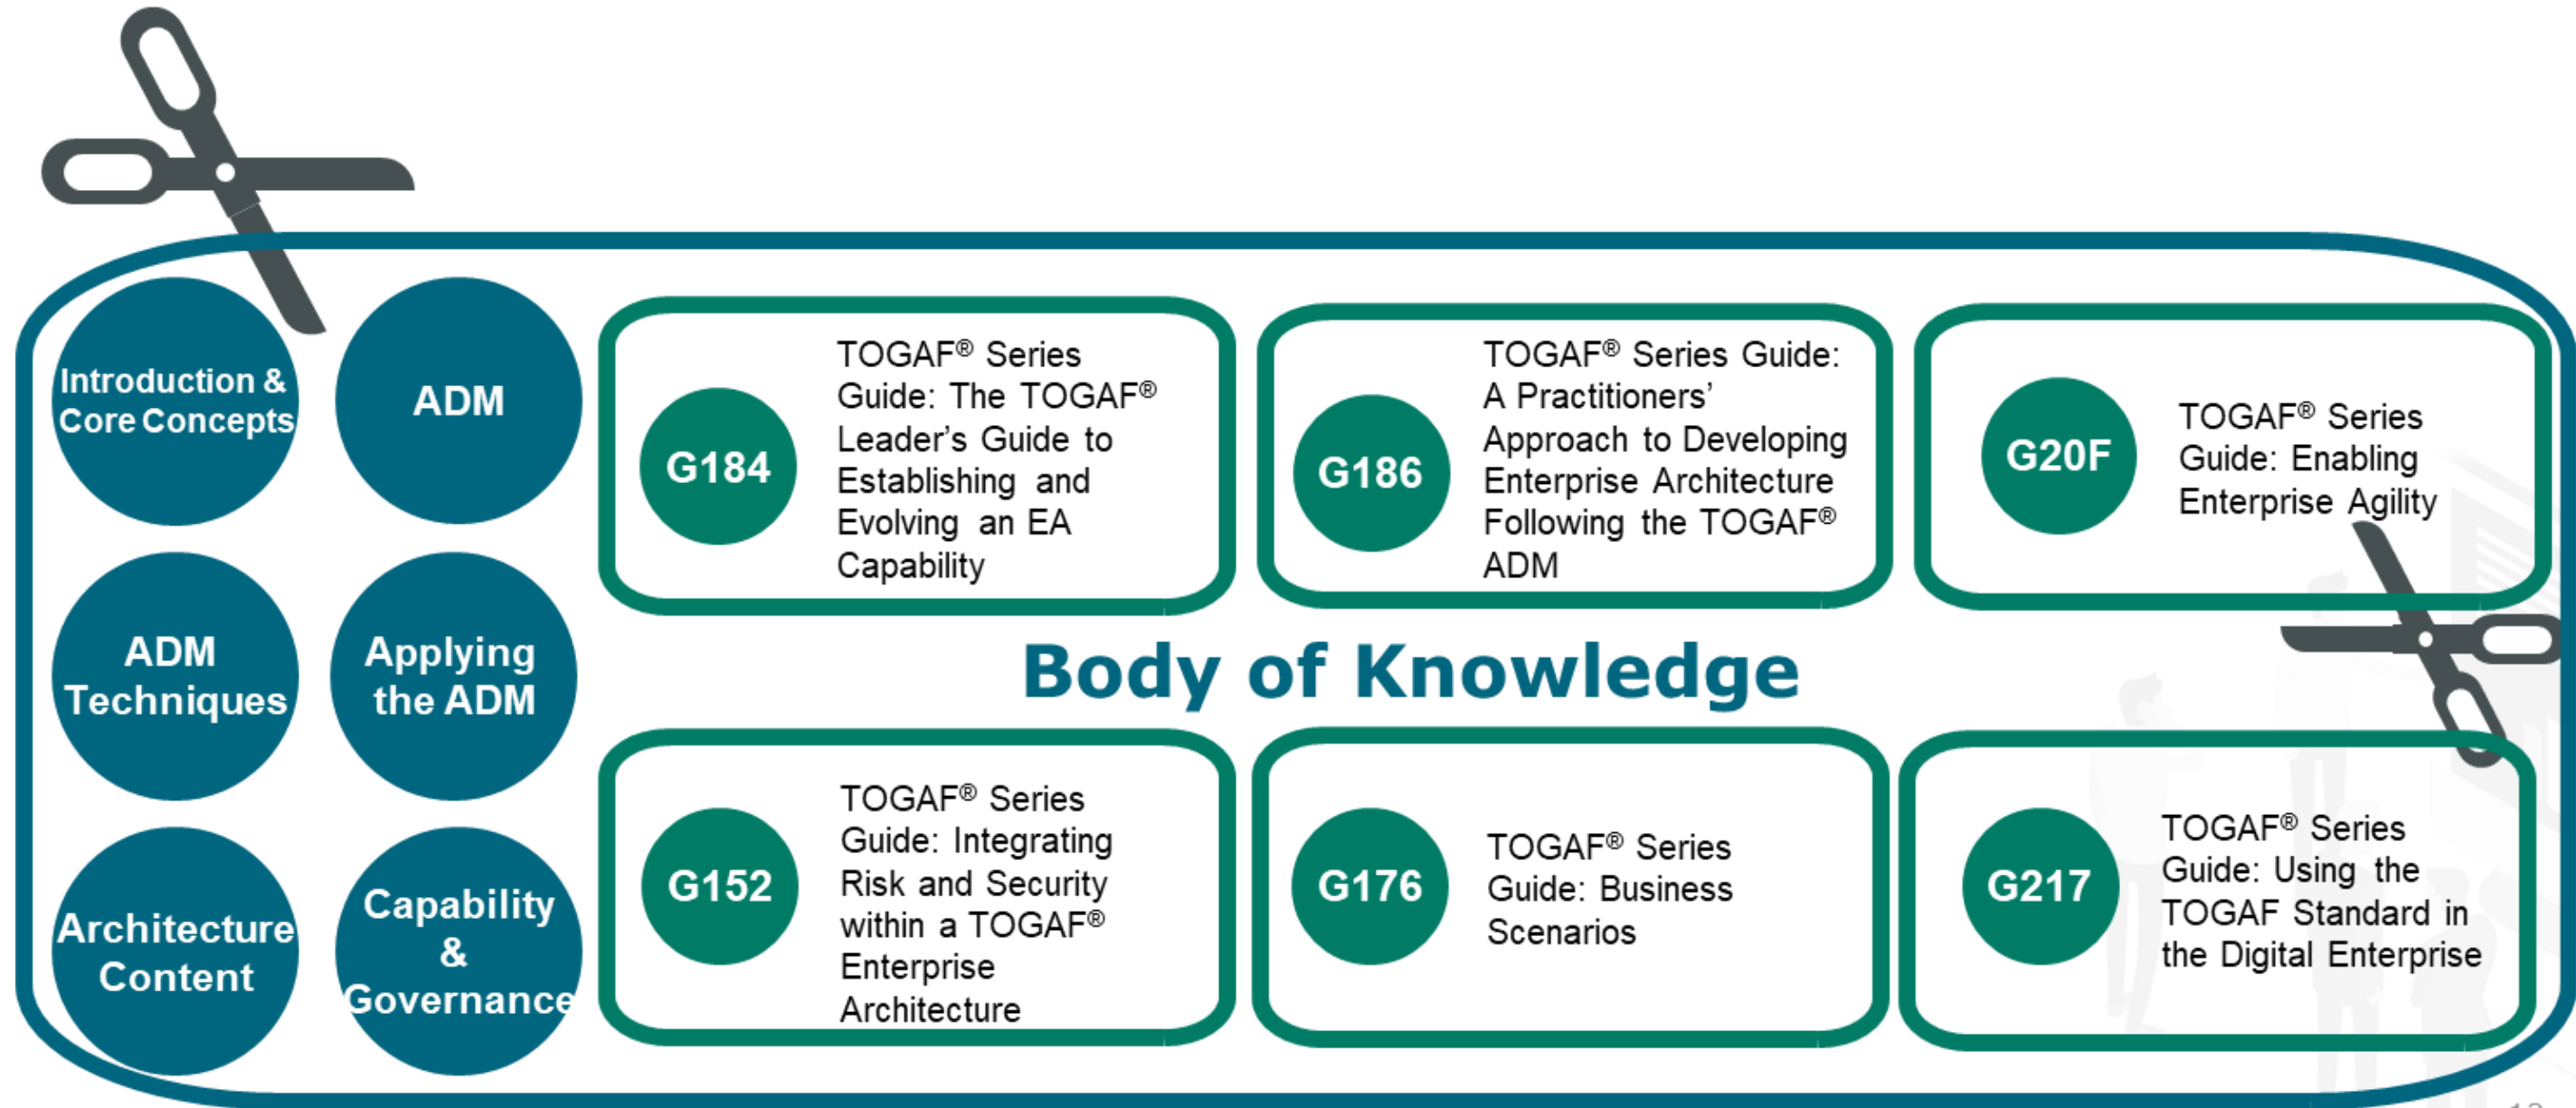 Introduction &
Core Concepts
ADM
ADM
Techniques
Applying
the ADM
Architecture
Content
Capability
&
Governance
G184
TOGAF® Series
Guide: The TOGAF®
Leader’s Guide to
Establishing and
Evolving an EA
Capability
G186
TOGAF® Series Guide:
A Practitioners’
Approach to Developing
Enterprise Architecture
Following the TOGAF®
ADM
G20F
TOGAF® Series
Guide: Enabling
Enterprise Agility
Body of Knowledge
G152
TOGAF® Series
Guide: Integrating
Risk and Security
within a TOGAF®
Enterprise
Architecture
G176
TOGAF® Series
Guide: Business
Scenarios
G217
TOGAF® Series
Guide: Using the
TOGAF Standard in
the Digital Enterprise